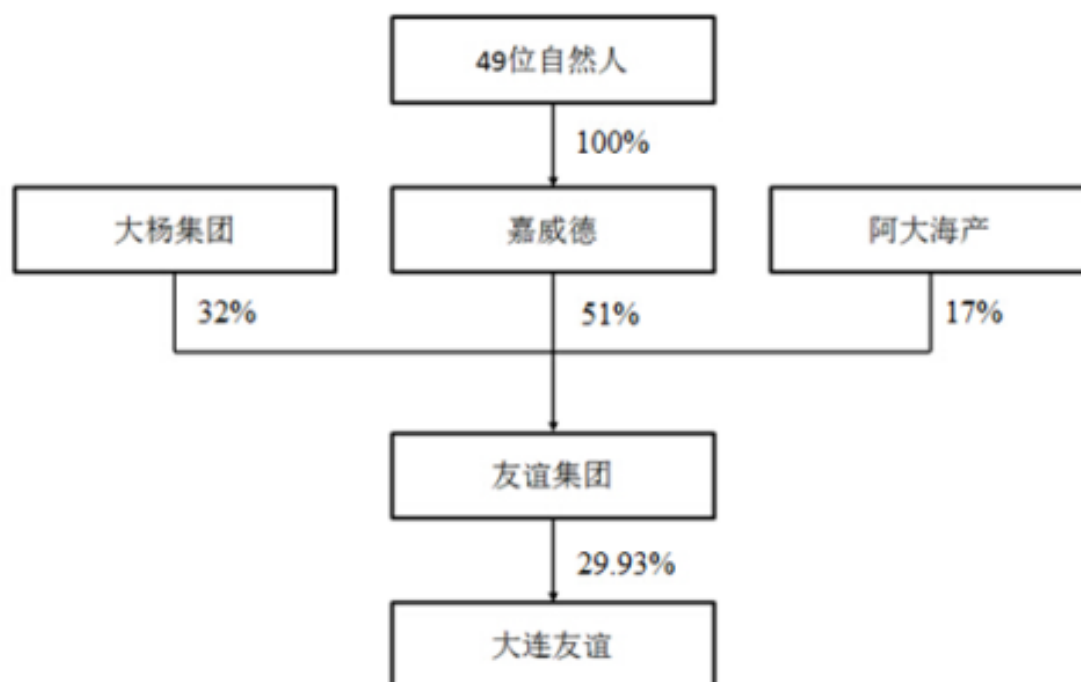 49位自然人
100%
大杨集团
嘉威德
阿大海产
32%
51%
17%
友谊集团
29.93%
大连友谊